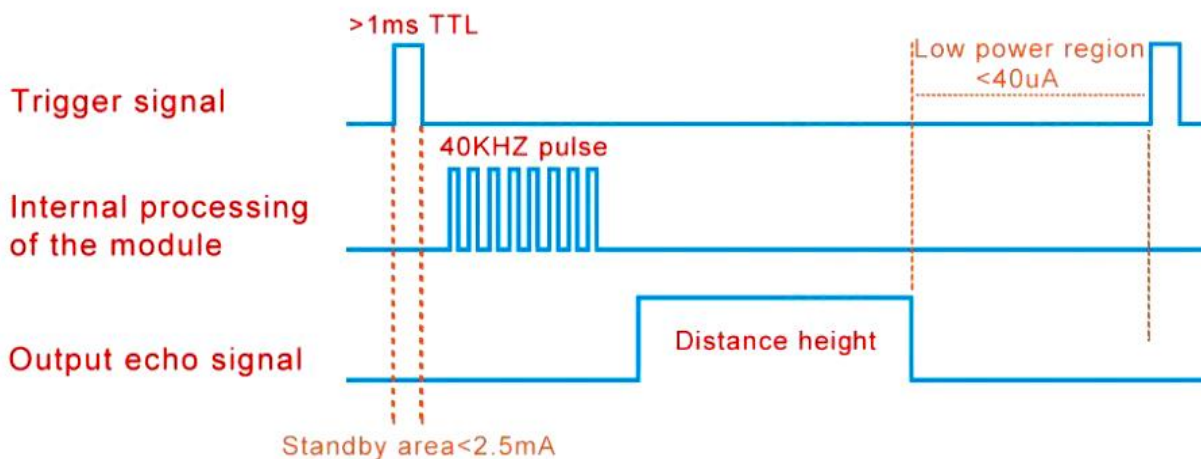 >1ms TTL
Low power region
<40uA
Trigger signal
40KHZ pulse
Internal processing
of the module
Distance height
Output echo signal
Standby area<2.5mA